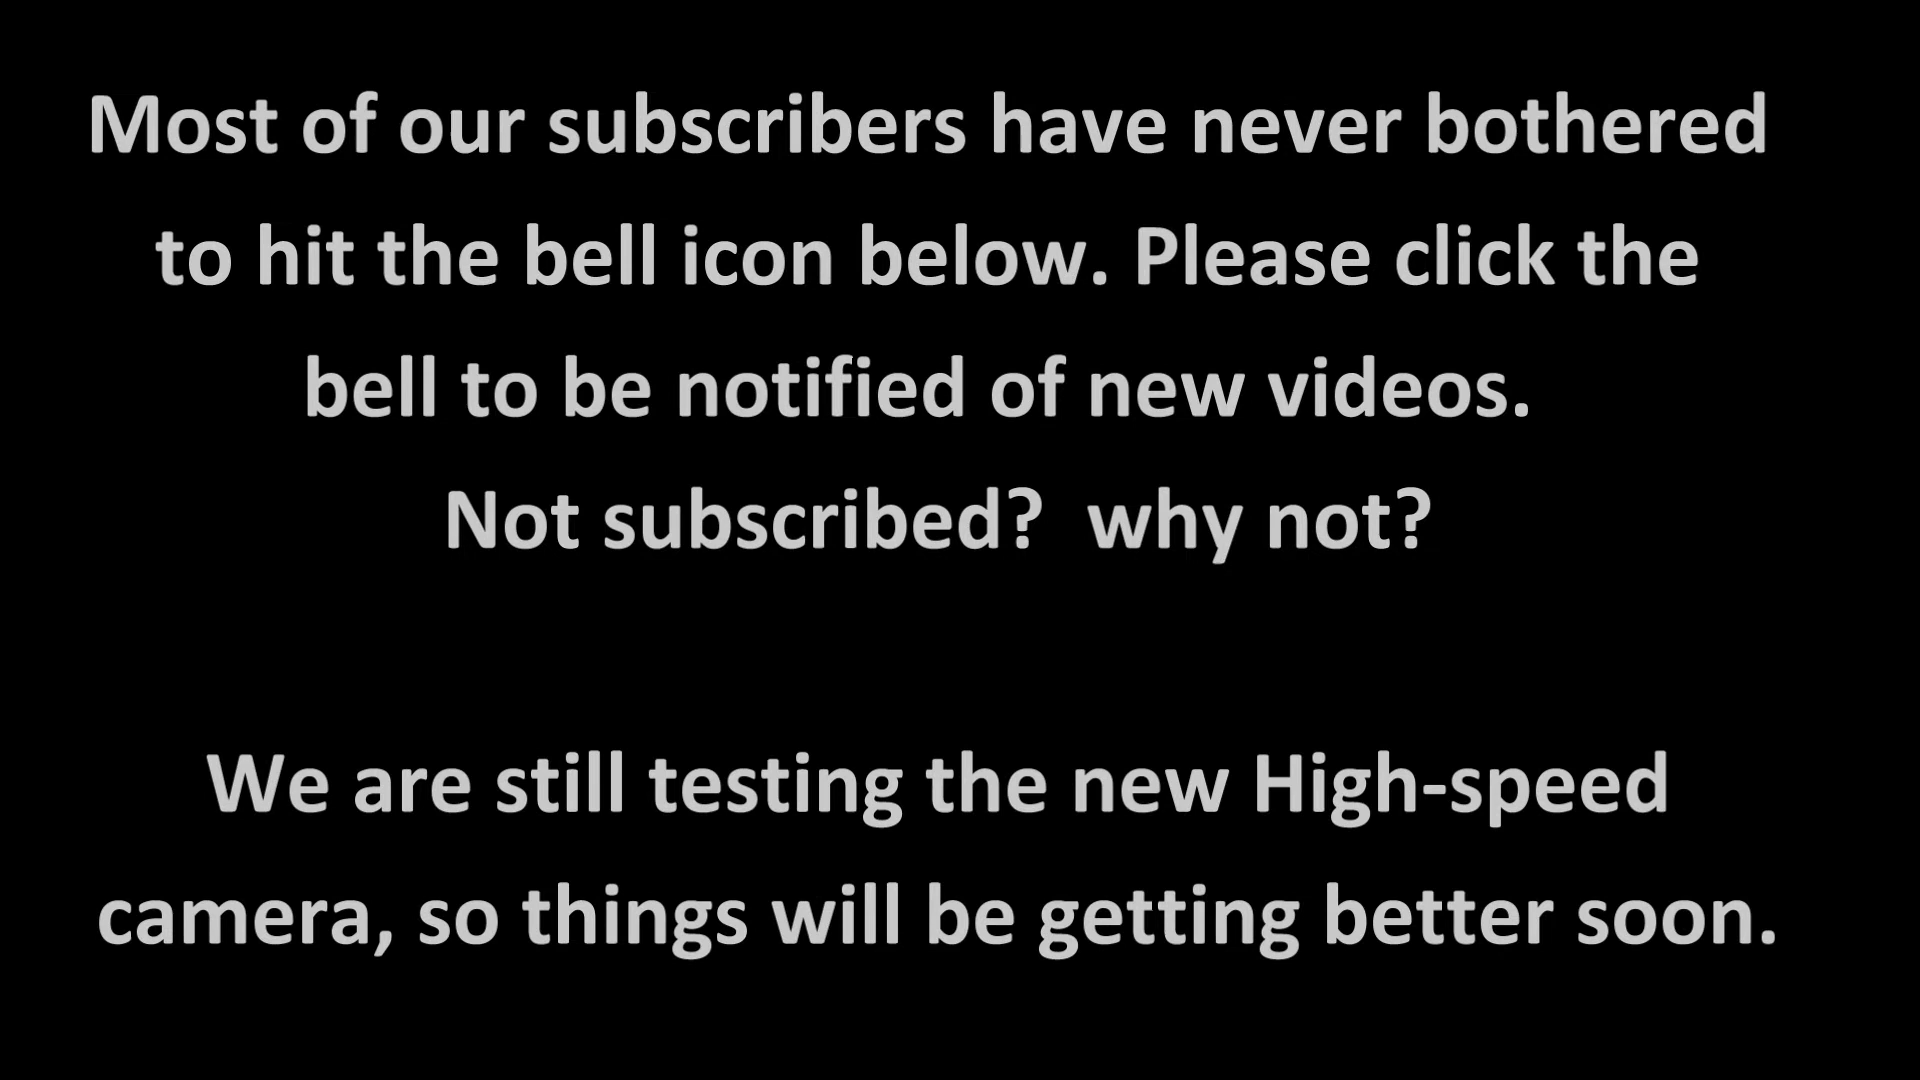 Most of our subscribers have never bothered
to hit the bell icon below. Please click the
bell to be notified of new videos.
Not subscribed?  why not?
We are still testing the new High-speed
camera, so things will be getting better soon.